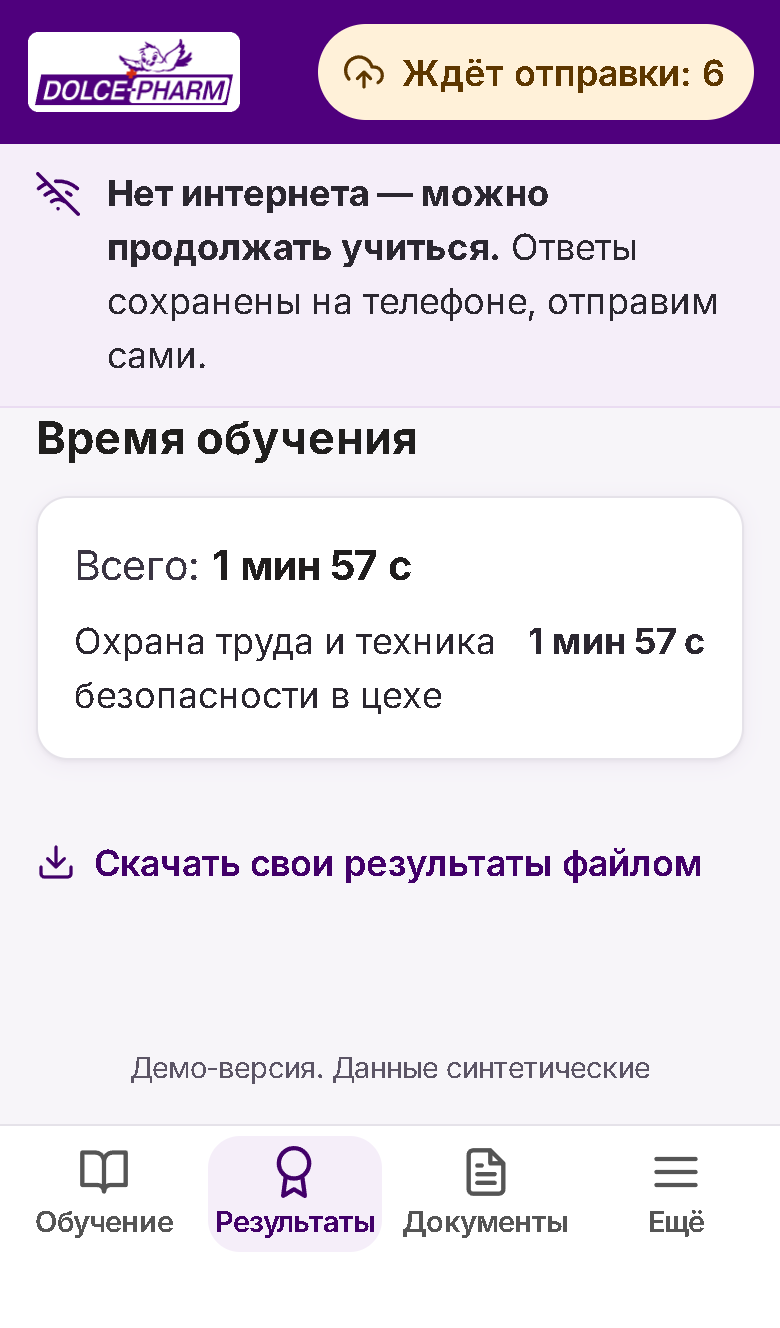 DOLCE-PHARM
Ждёт отправки: 6
Нет интернета — можно
продолжать учиться. Ответы
сохранены на телефоне, отправим
сами.
Время обучения
Всего: 1 мин 57 с
Охрана труда и техника 1 мин 57 с
безопасности в цехе
Скачать свои результаты файлом
Демо-версия. Данные синтетические
Обучение Результаты Документы Ещё